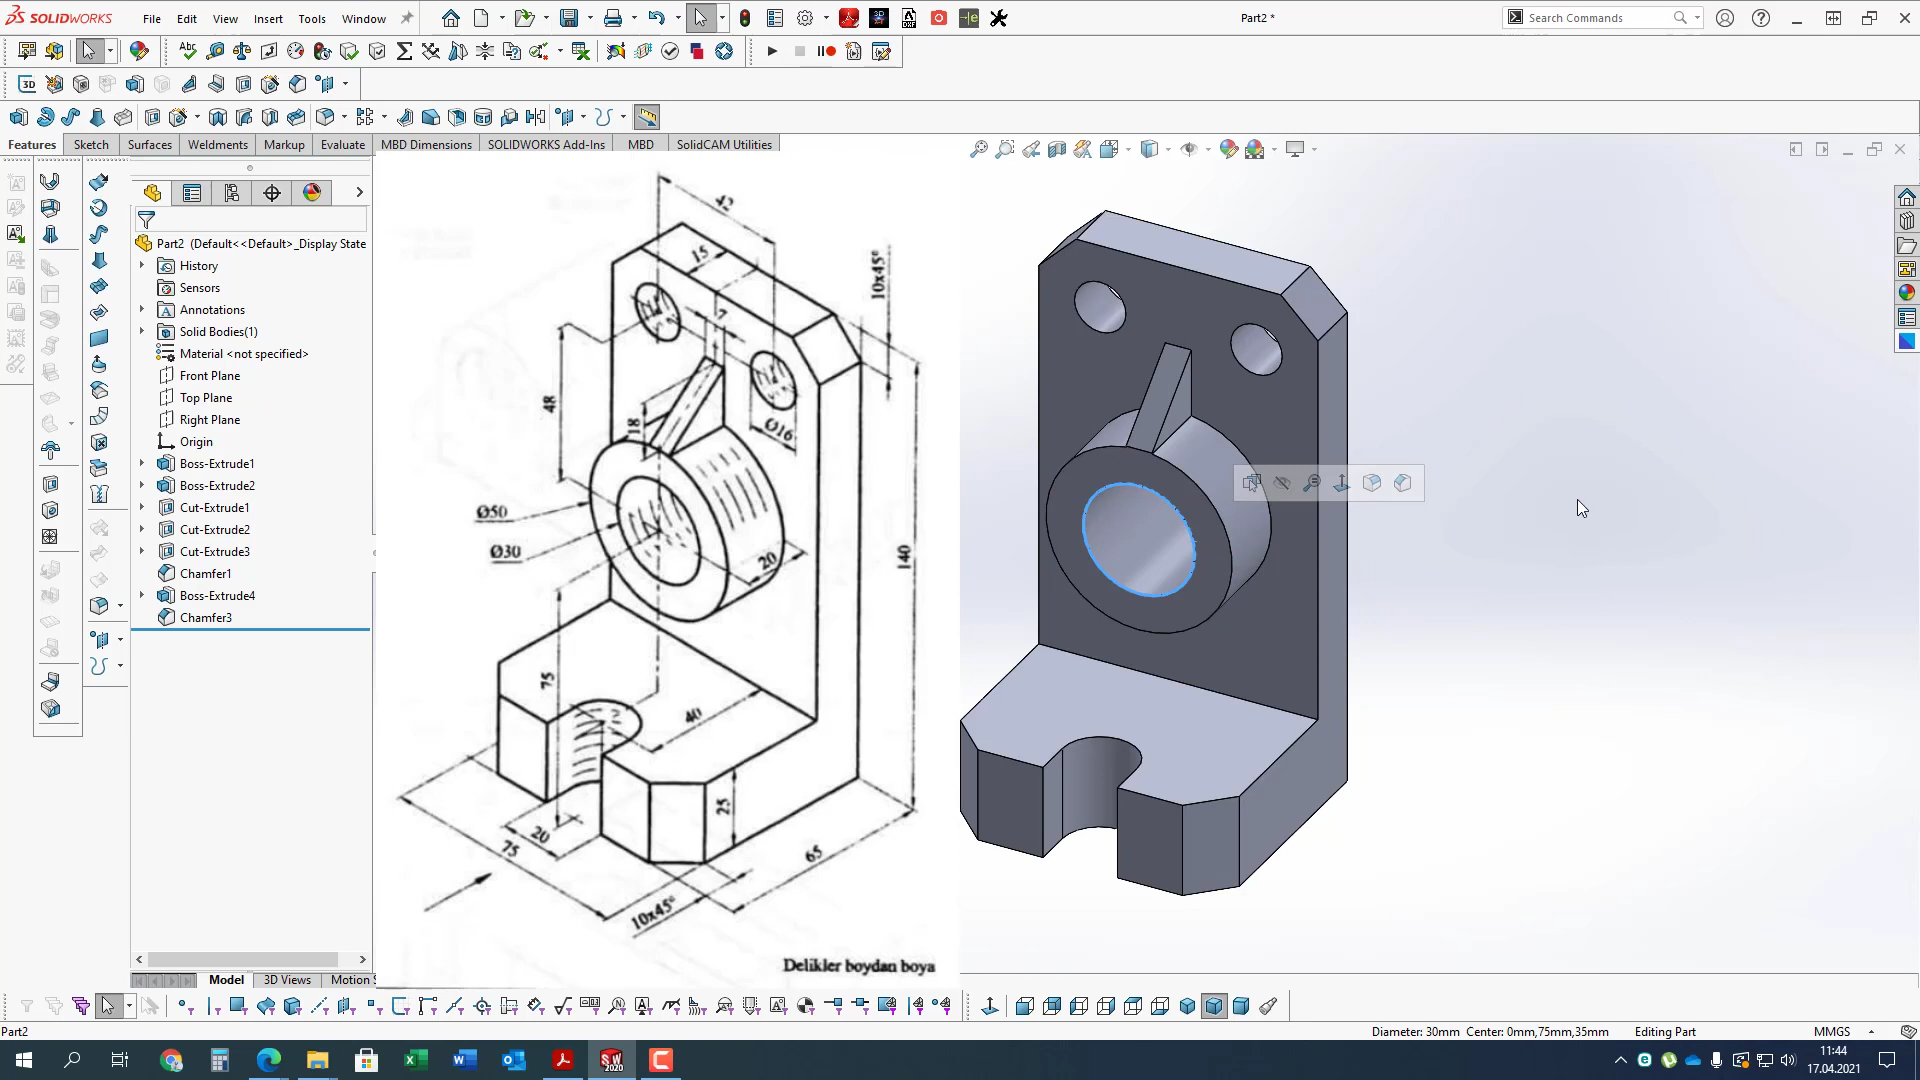 SOLIDWORKS
File
Edit
View
Insert
Tools
Window
Part2 *
Search Commands
Features
Sketch
Surfaces
Weldments
Markup
Evaluate
MBD Dimensions
SOLIDWORKS Add-Ins
MBD
SolidCAM Utilities
Part2 (Default<<Default>_Display State
History
Sensors
Annotations
Solid Bodies(1)
Material <not specified>
Front Plane
Top Plane
Right Plane
Origin
Boss-Extrude1
Boss-Extrude2
Cut-Extrude1
Cut-Extrude2
Cut-Extrude3
Chamfer1
Boss-Extrude4
Chamfer3
42
15
10x45°
7
48
18
Ø16
Ø50
Ø30
20
140
75
40
25
20
75
65
10x45°
Delikler boydan boya
Model
3D Views
Motion S
Part2
Diameter: 30mm Center: 0mm,75mm,35mm
Editing Part
MMGS
11:44
17.04.2021